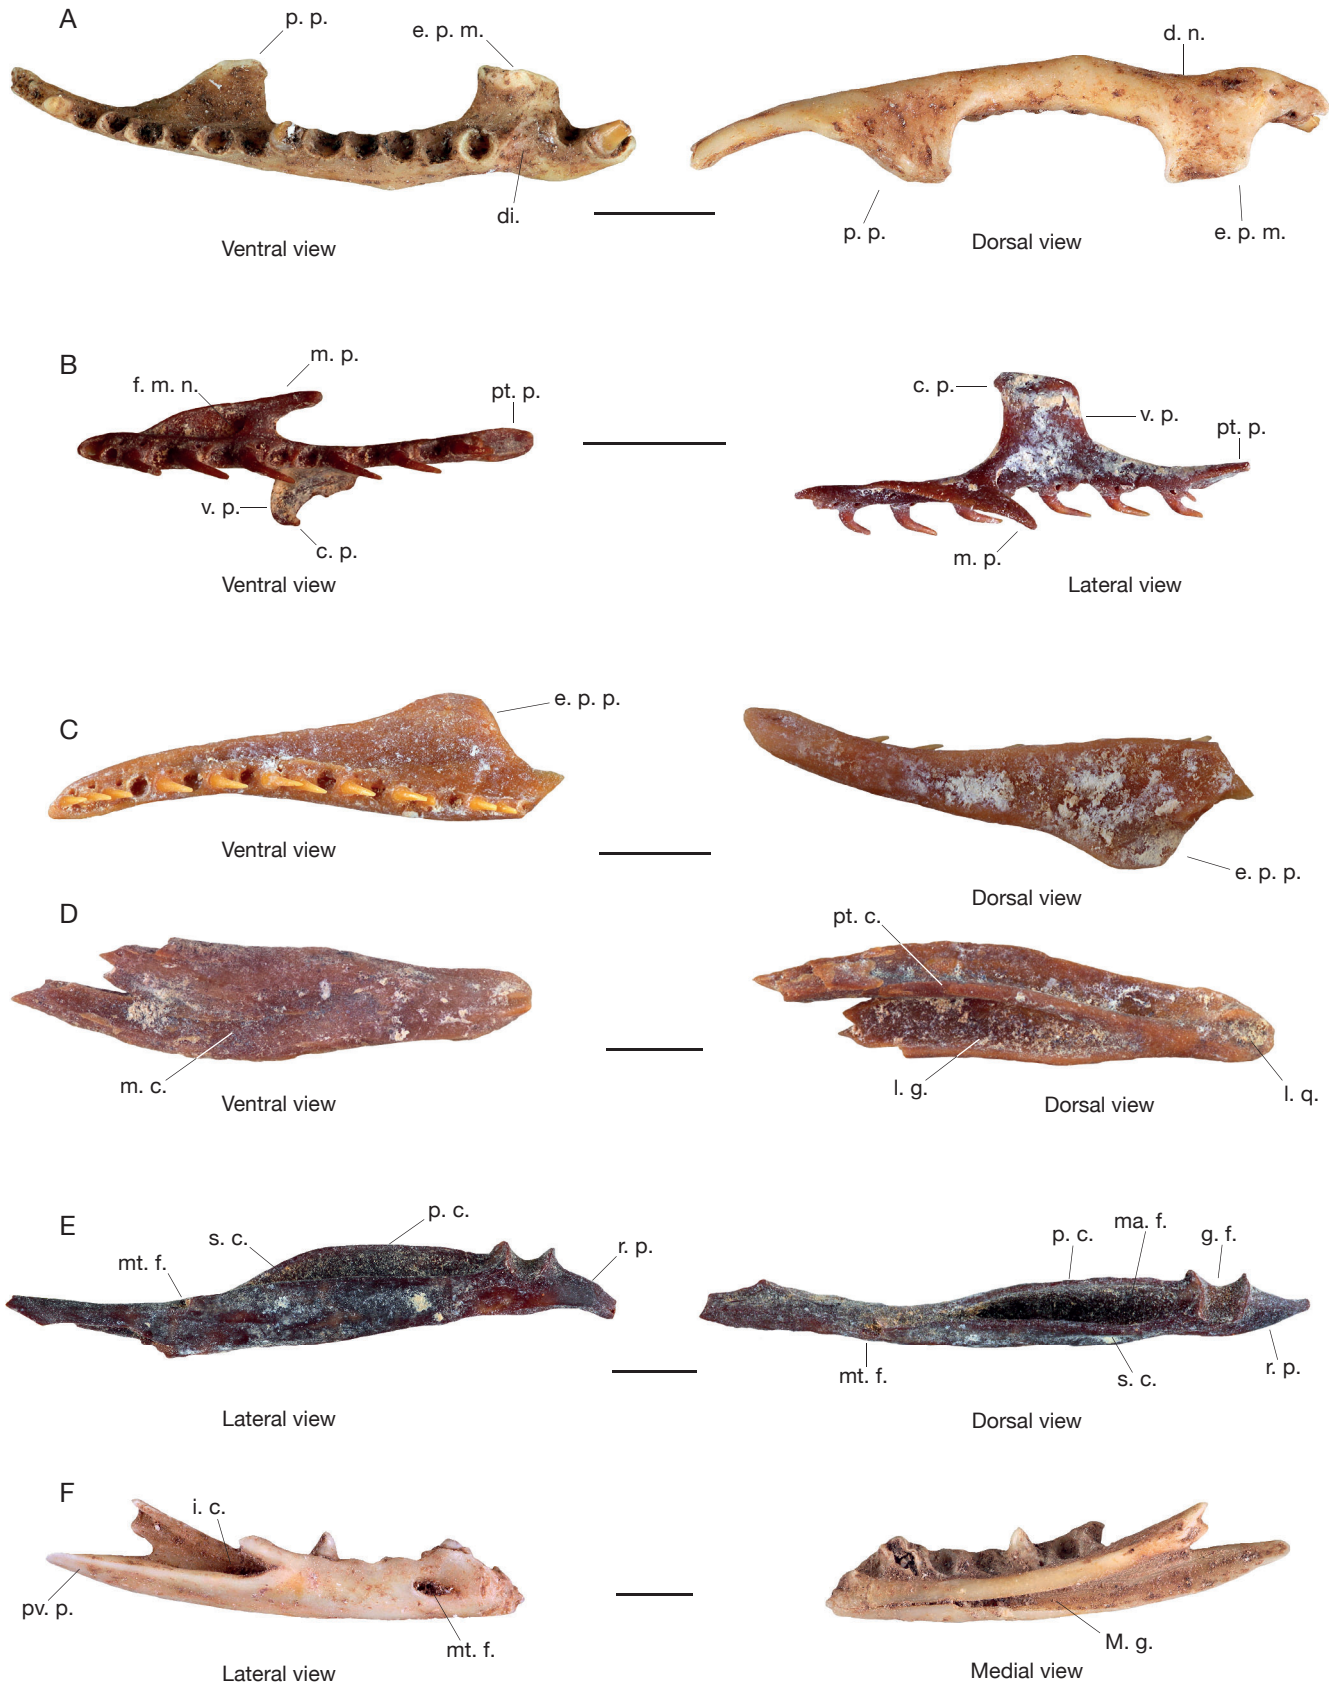 A
p. p.
e. p. m.
di.
Ventral view
d. n.
p. p.
e. p. m.
Dorsal view
B
m. p.
f. m. n.
pt. p.
v. p.
c. p.
Ventral view
c. p.
v. p.
pt. p.
m. p.
Lateral view
C
e. p. p.
Ventral view
e. p. p.
Dorsal view
D
m. c.
Ventral view
pt. c.
l. g.
l. q.
Dorsal view
E
p. c.
s. c.
mt. f.
r. p.
Lateral view
ma. f.
p. c.
g. f.
mt. f.
s. c.
r. p.
Dorsal view
F
i. c.
pv. p.
mt. f.
Lateral view
M. g.
Medial view